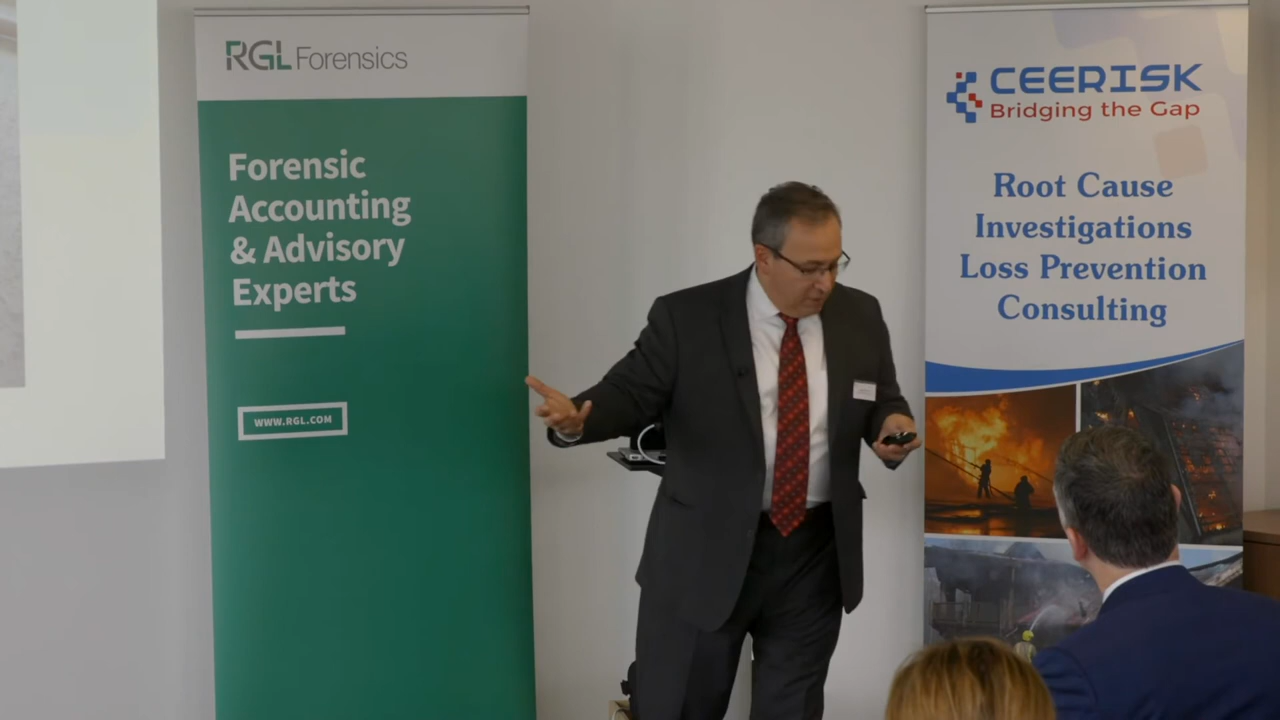 RGL Forensics
Forensic
Accounting
& Advisory
Experts
WWW.RGL.COM
CEERISK
Bridging the Gap
Root Cause
Investigations
Loss Prevention
Consulting